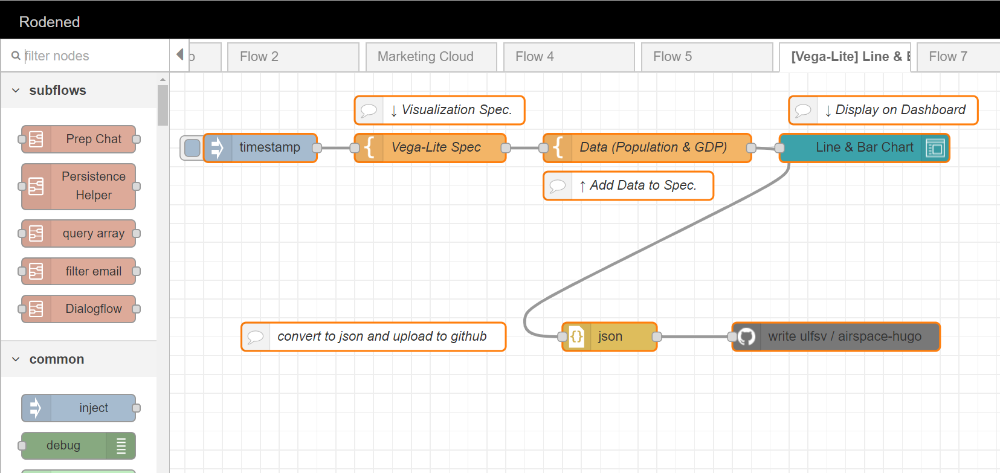 Rodened
filter nodes
Flow 2
Marketing Cloud
Flow 4
Flow 5
[Vega-Lite] Line & B
Flow 7
subflows
Prep Chat
Persistence
Helper
query array
filter email
Dialogflow
common
inject
debug
↓ Visualization Spec.
↓ Display on Dashboard
timestamp
Vega-Lite Spec
Data (Population & GDP)
Line & Bar Chart
↑ Add Data to Spec.
convert to json and upload to github
json
write ulfsv / airspace-hugo